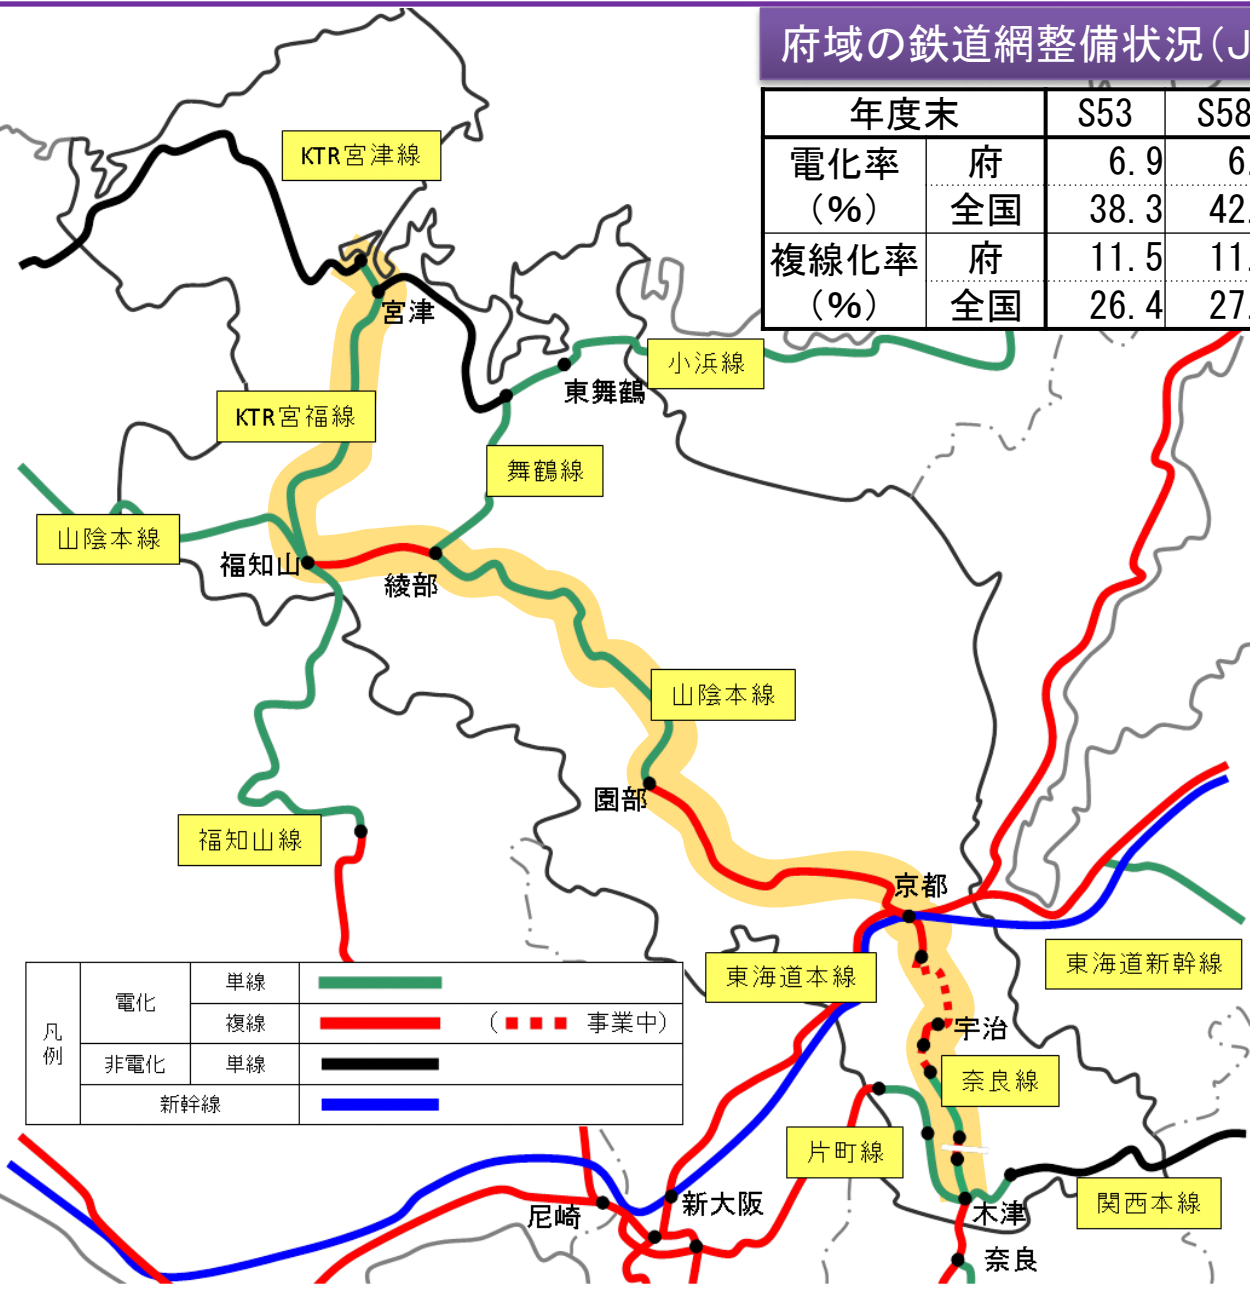 府域の鉄道網整備状況(J
年度末 S53 S58
電化率 府 6.9 6.
(%) 全国 38.3 42.
複線化率 府 11.5 11.
(%) 全国 26.4 27.
KTR宮津線
宮津
小浜線
東舞鶴
KTR宮福線
舞鶴線
山陰本線
福知山
綾部
山陰本線
園部
福知山線
京都
東海道本線
東海道新幹線
凡例
電化 単線
複線 ( 事業中)
非電化 単線
新幹線
宇治
奈良線
片町線
関西本線
新大阪
尼崎
木津
奈良